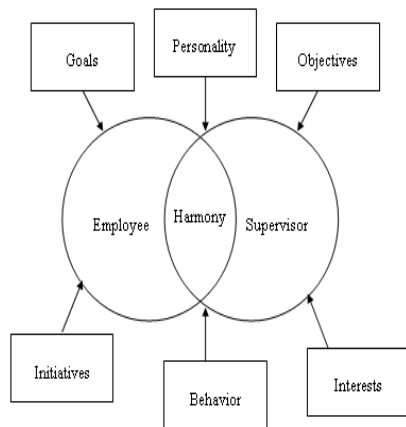 Personality
Goals
Objectives
Employee
Harmony
Supervisor
Initiatives
Behavior
Interests